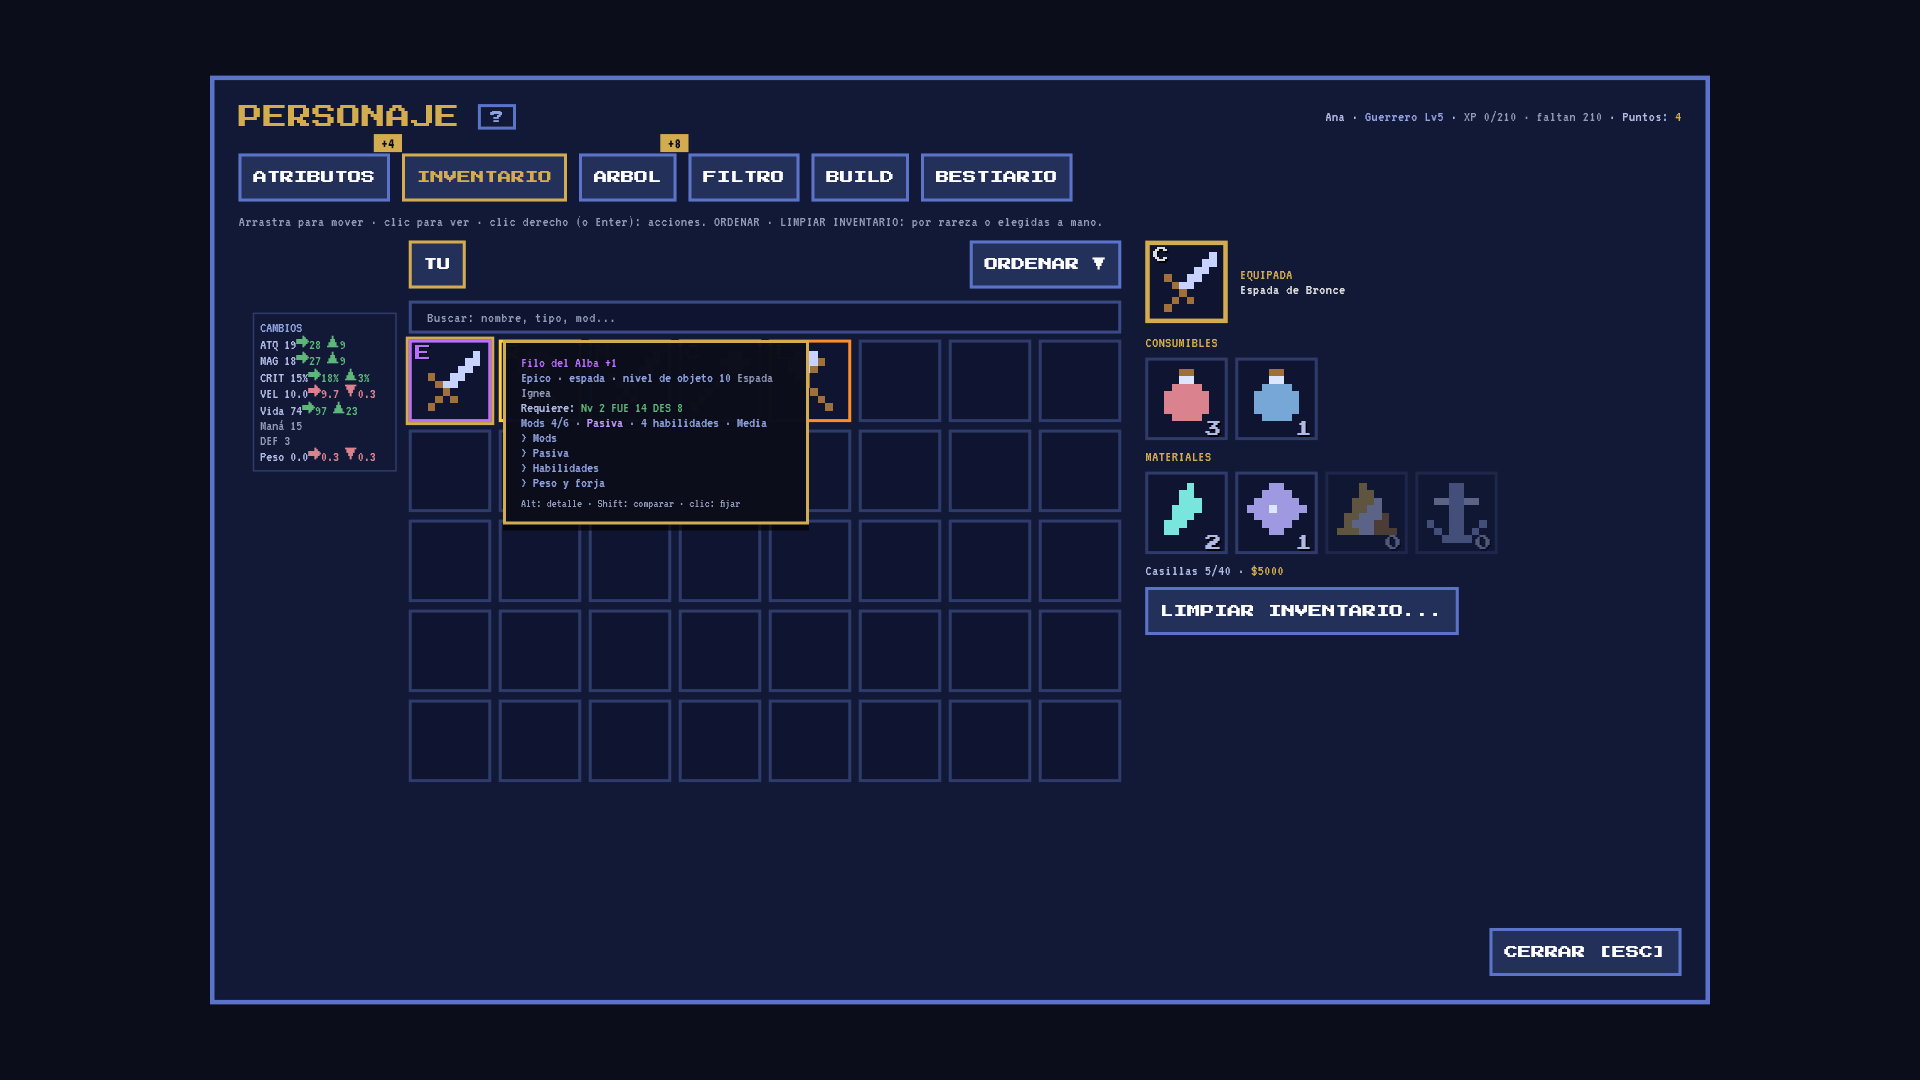 PERSONAJE ?
Ana · Guerrero Lv5 · XP 0/210 · faltan 210 · Puntos: 4
+4 +8
ATRIBUTOS INVENTARIO ARBOL FILTRO BUILD BESTIARIO
Arrastra para mover · clic para ver · clic derecho (o Enter): acciones. ORDENAR · LIMPIAR INVENTARIO: por rareza o elegidas a mano.
TU
ORDENAR ▼
Buscar: nombre, tipo, mod...
CAMBIOS
ATQ 19 28 9
MAG 18 27 9
CRIT 15% 18% 3%
VEL 10.0 9.7 0.3
Vida 74 97 23
Maná 15
DEF 3
Peso 0.0 0.3 0.3
E
Filo del Alba +1
Epico · espada · nivel de objeto 10 Espada
Ignea
Requiere: Nv 2 FUE 14 DES 8
Mods 4/6 · Pasiva · 4 habilidades · Media
› Mods
› Pasiva
› Habilidades
› Peso y forja
Alt: detalle · Shift: comparar · clic: fijar
C
EQUIPADA
Espada de Bronce
CONSUMIBLES
3 1
MATERIALES
2 1 0 0
Casillas 5/40 · $5000
LIMPIAR INVENTARIO...
CERRAR [ESC]